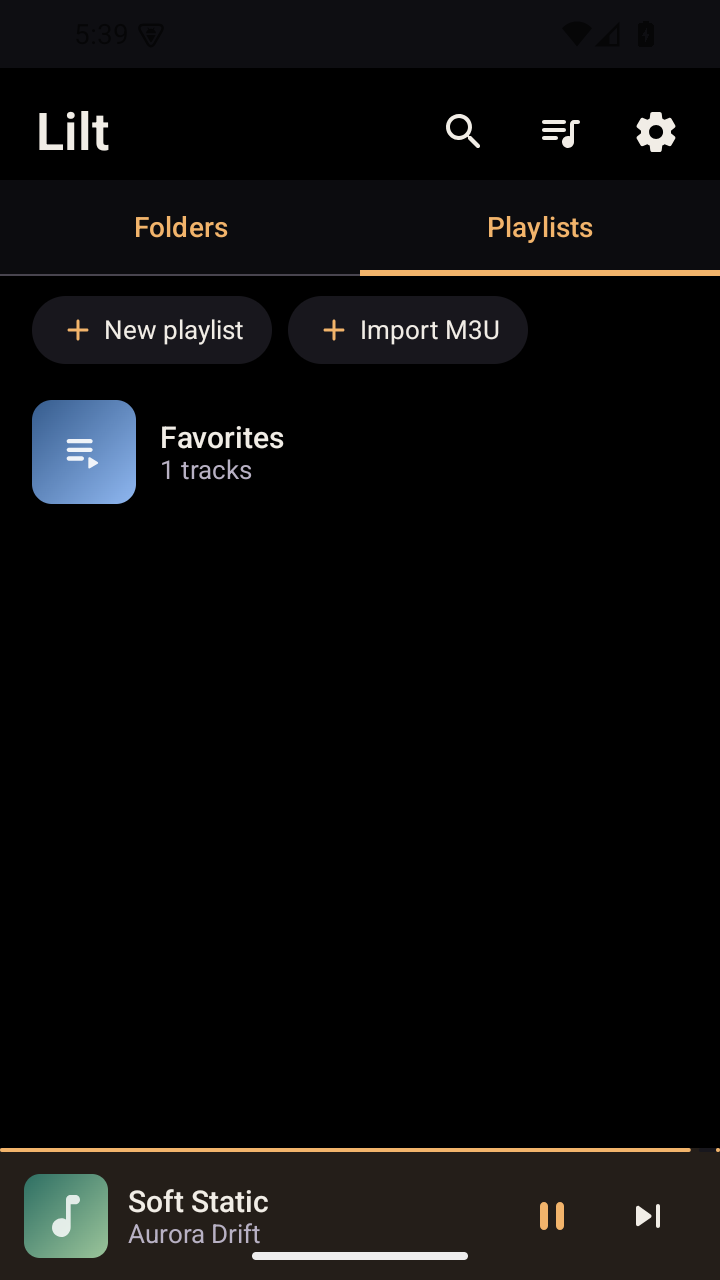 5:39
Lilt
Folders
Playlists
New playlist
Import M3U
Favorites
1 tracks
Soft Static
Aurora Drift